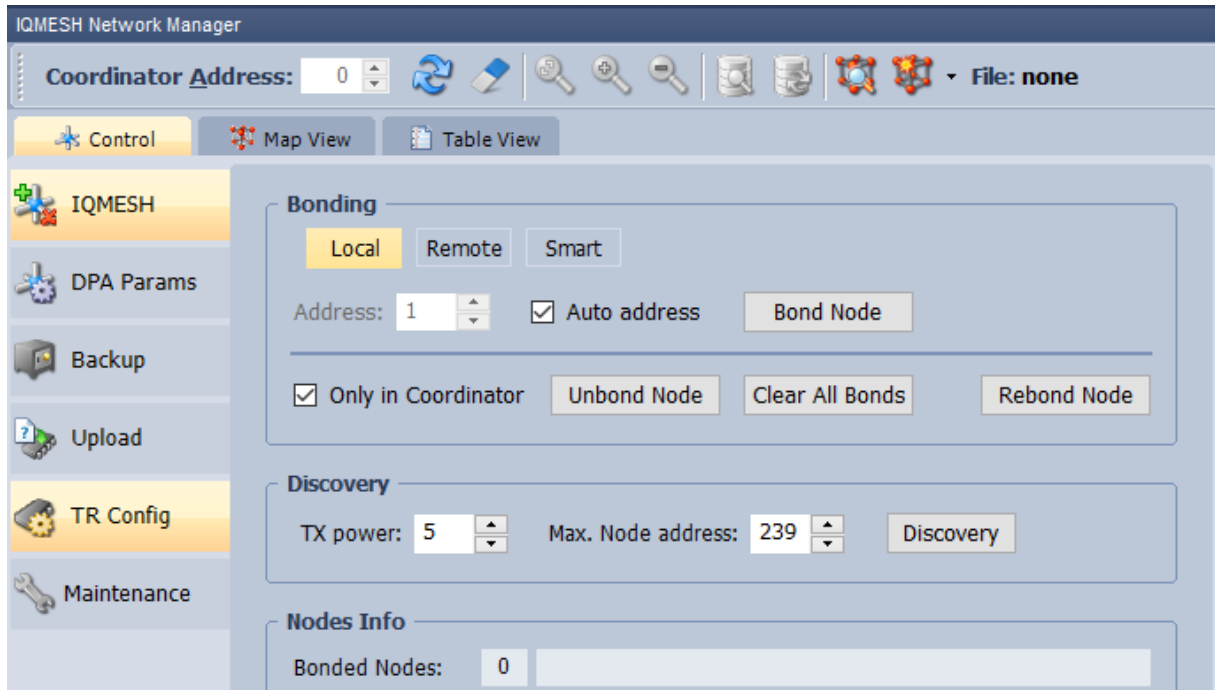 IQMESH Network Manager
Coordinator Address: 0 File: none
Control Map View Table View
IQMESH
DPA Params
Backup
Upload
TR Config
Maintenance
Bonding
Local Remote Smart
Address: 1 Auto address Bond Node
Only in Coordinator Unbond Node Clear All Bonds Rebond Node
Discovery
TX power: 5 Max. Node address: 239 Discovery
Nodes Info
Bonded Nodes: 0